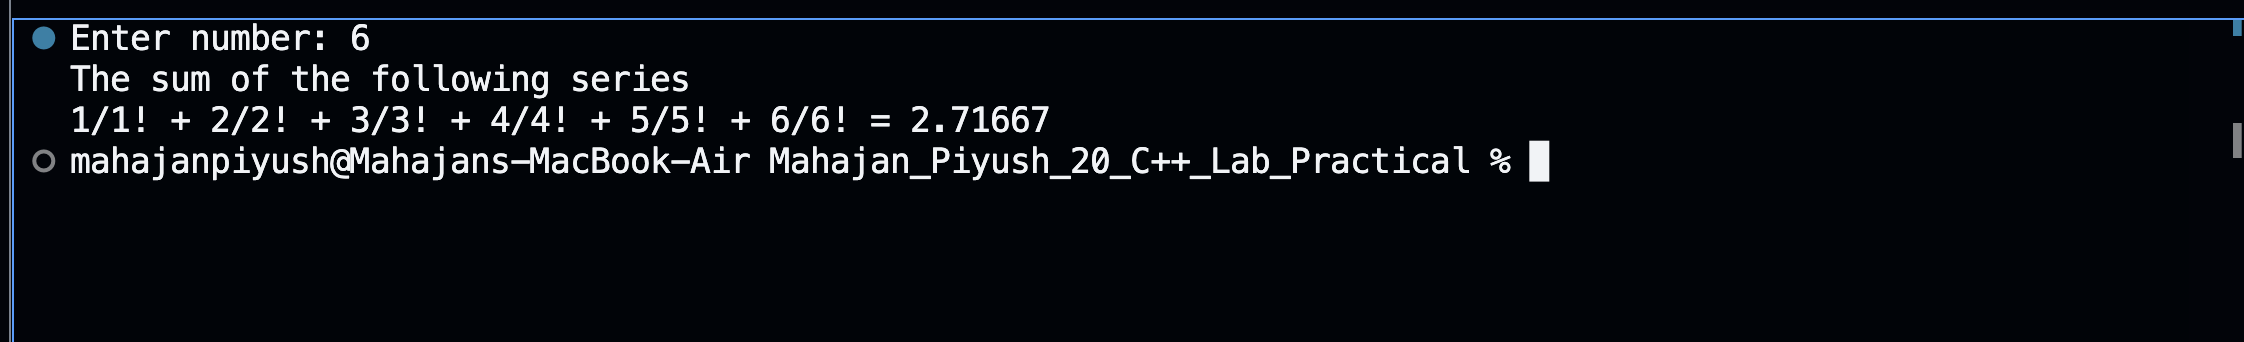 Enter number: 6
The sum of the following series
1/1! + 2/2! + 3/3! + 4/4! + 5/5! + 6/6! = 2.71667
mahajanpiyush@Mahajans-MacBook-Air Mahajan_Piyush_20_C++_Lab_Practical %